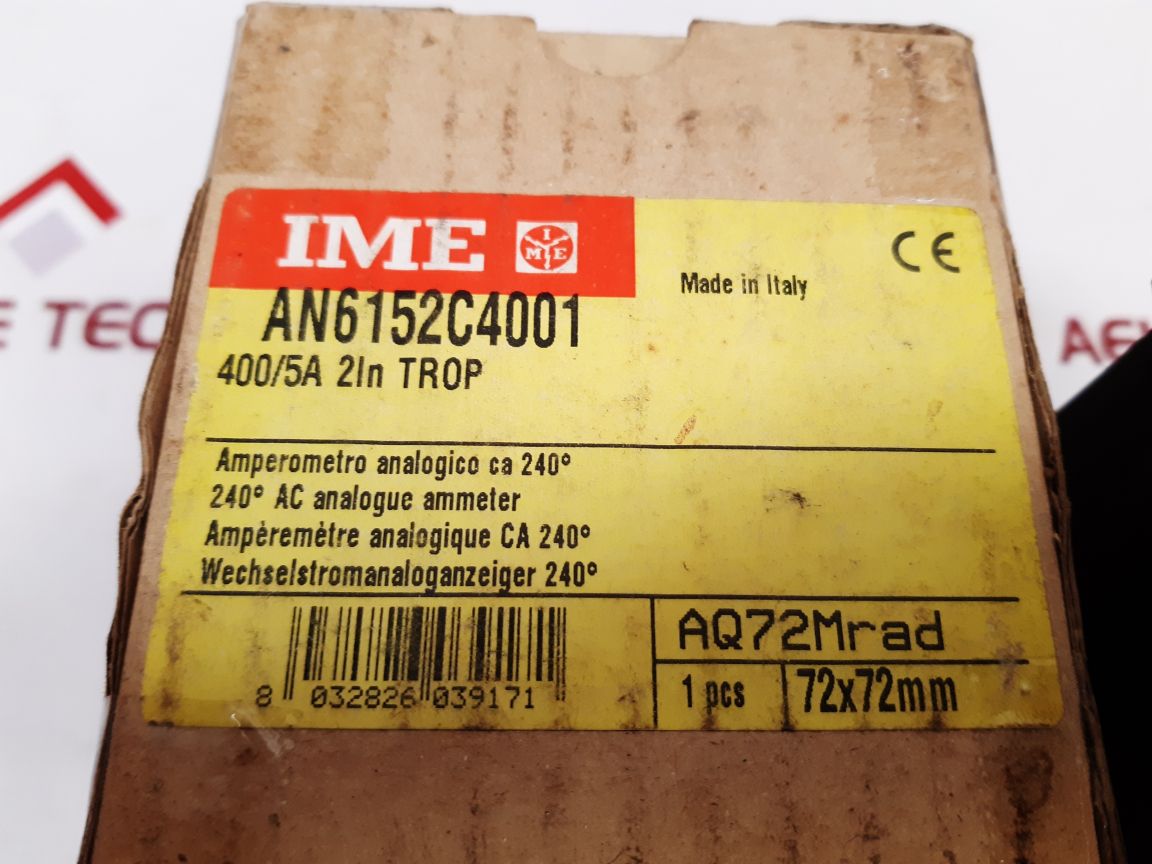 IME
I
M E
CE
Made in Italy
AN6152C4001
400/5A 2In TROP
Amperometro analogico ca 240°
240° AC analogue ammeter
Ampèremètre analogique CA 240°
Wechselstromanaloganzeiger 240°
AQ72Mrad
1 pcs
72x72mm
8 032826 039171